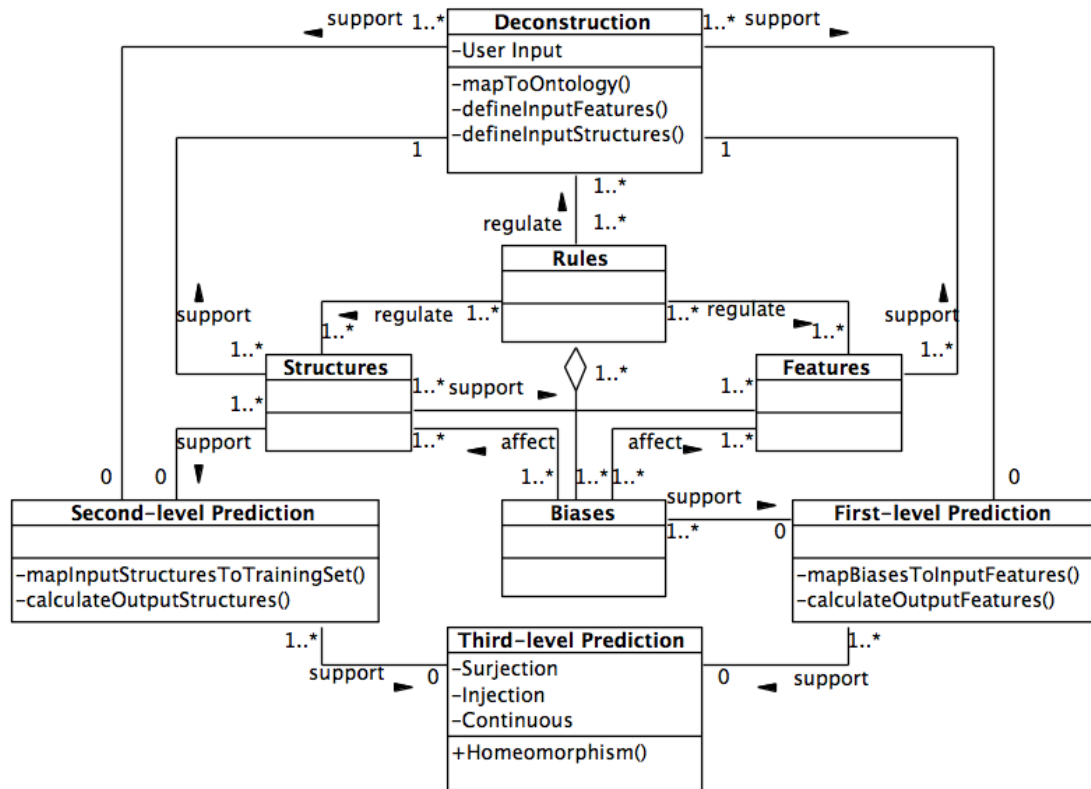 support 1..* Deconstruction 1..* support
-User Input
-mapToOntology()
-defineInputFeatures()
-defineInputStructures()
1 1
1..*
regulate 1..*
Rules
support regulate 1..* 1..* regulate support
1..* 1..*
1..* 1..*
Structures 1..* Features
1..* support 1..*
1..*
support 1..* affect affect 1..*
0 0 1..* 1..* 1..* support 0
Second-level Prediction Biases First-level Prediction
1..* 0
-mapInputStructuresToTrainingSet() -mapBiasesToInputFeatures()
-calculateOutputStructures() -calculateOutputFeatures()
1..* Third-level Prediction 1..*
support 0 -Surjection 0 support
-Injection
-Continuous
+Homeomorphism()